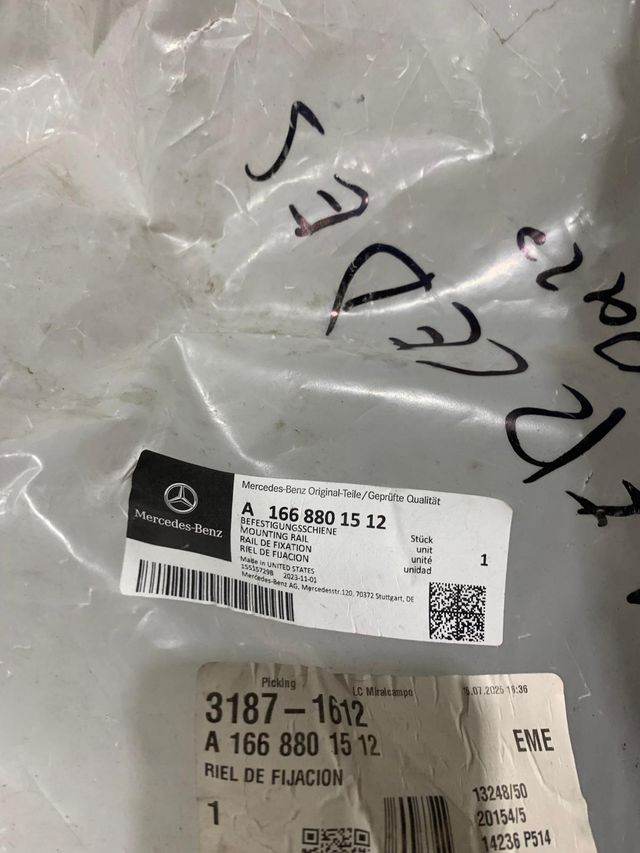 Mercedes-Benz
Mercedes-Benz Original-Teile/Geprüfte Qualität
A 166 880 15 12
BEFESTIGUNGSSCHIENE
MOUNTING RAIL
RAIL DE FIXATION
RIEL DE FIJACION
Stück
unit
unité
unidad
1
Made in UNITED STATES
15515729B 2023-11-01
Mercedes-Benz AG, Mercedesstr.120, 70372 Stuttgart, DE
Picking LC Miralcampo
3187-1612
A 166 880 15 12
EME
RIEL DE FIJACION
1
13248/50
20154/5
14236 P514